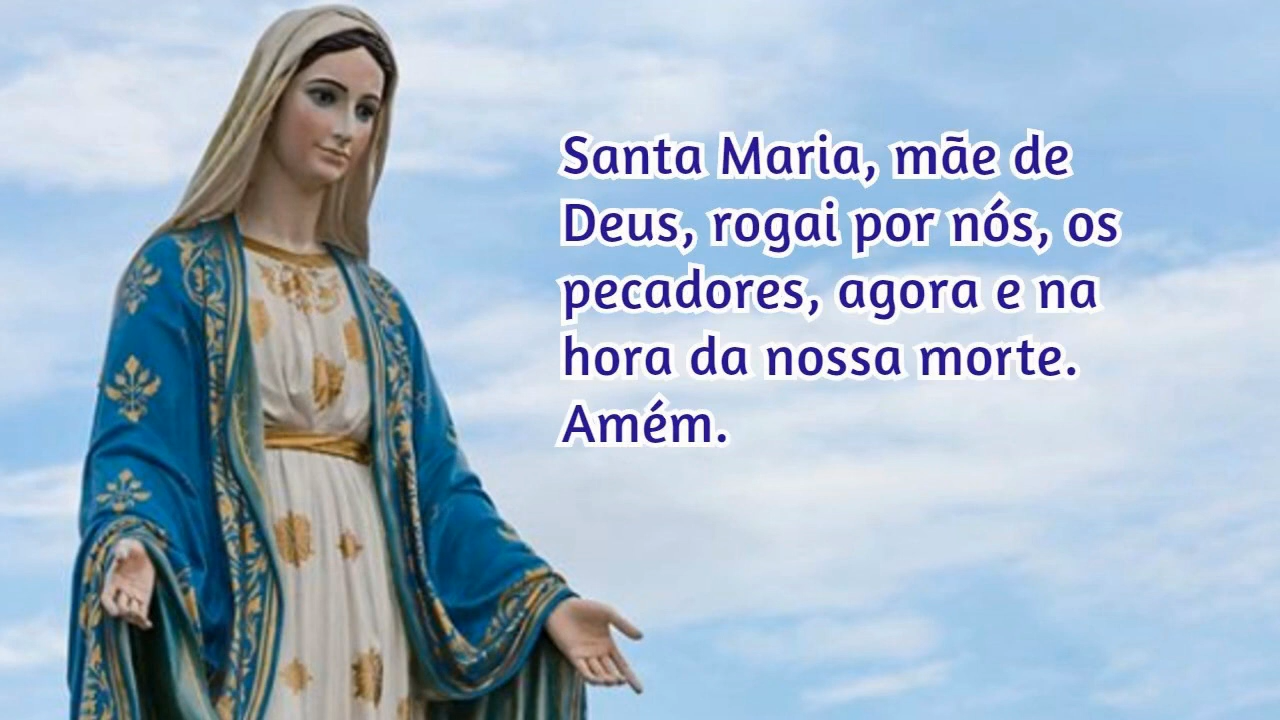 Santa Maria, mãe de
Deus, rogai por nós, os
pecadores, agora e na
hora da nossa morte.
Amém.